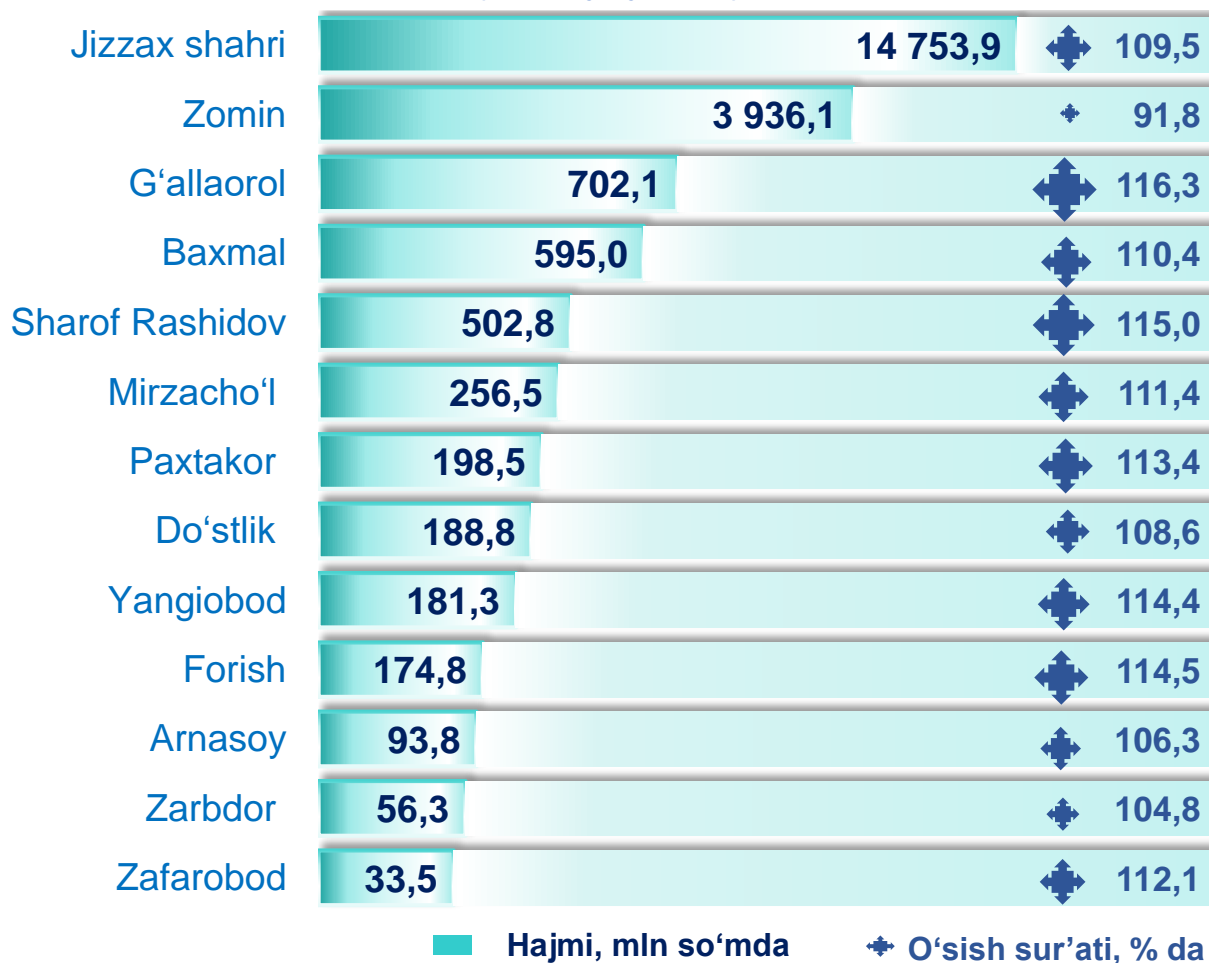 Jizzax shahri 14 753,9 109,5
Zomin 3 936,1 91,8
G‘allaorol 702,1 116,3
Baxmal 595,0 110,4
Sharof Rashidov 502,8 115,0
Mirzacho‘l 256,5 111,4
Paxtakor 198,5 113,4
Do‘stlik 188,8 108,6
Yangiobod 181,3 114,4
Forish 174,8 114,5
Arnasoy 93,8 106,3
Zarbdor 56,3 104,8
Zafarobod 33,5 112,1
Hajmi, mln so‘mda O‘sish sur’ati, % da